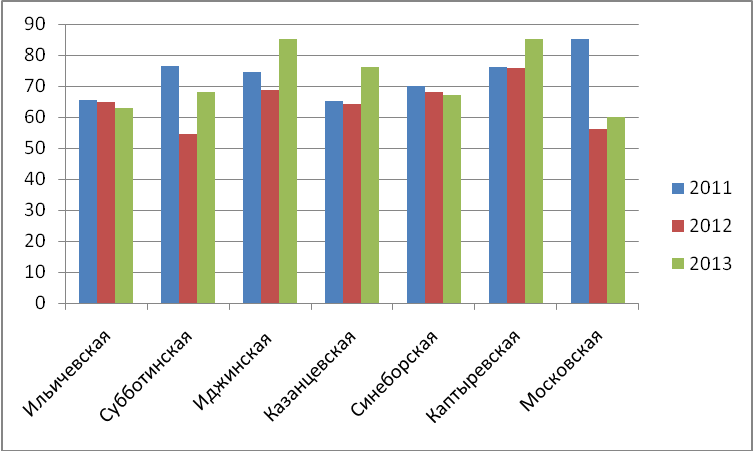 90
80
70
60
50
40
30
20
10
0
Ильичевская
Субботинская
Иджинская
Казанцевская
Синеборская
Каптыревская
Московская
2011
2012
2013